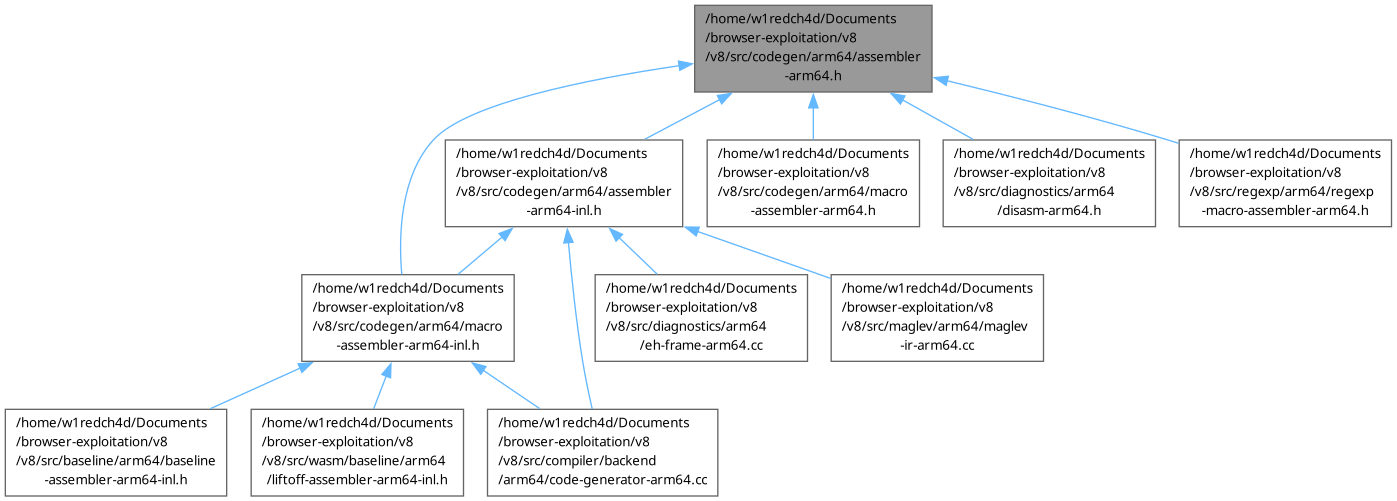 /home/w1redch4d/Documents
/browser-exploitation/v8
/v8/src/codegen/arm64/assembler
-arm64.h
/home/w1redch4d/Documents
/browser-exploitation/v8
/v8/src/codegen/arm64/assembler
-arm64-inl.h
/home/w1redch4d/Documents
/browser-exploitation/v8
/v8/src/codegen/arm64/macro
-assembler-arm64.h
/home/w1redch4d/Documents
/browser-exploitation/v8
/v8/src/diagnostics/arm64
/disasm-arm64.h
/home/w1redch4d/Documents
/browser-exploitation/v8
/v8/src/regexp/arm64/regexp
-macro-assembler-arm64.h
/home/w1redch4d/Documents
/browser-exploitation/v8
/v8/src/codegen/arm64/macro
-assembler-arm64-inl.h
/home/w1redch4d/Documents
/browser-exploitation/v8
/v8/src/diagnostics/arm64
/eh-frame-arm64.cc
/home/w1redch4d/Documents
/browser-exploitation/v8
/v8/src/maglev/arm64/maglev
-ir-arm64.cc
/home/w1redch4d/Documents
/browser-exploitation/v8
/v8/src/baseline/arm64/baseline
-assembler-arm64-inl.h
/home/w1redch4d/Documents
/browser-exploitation/v8
/v8/src/wasm/baseline/arm64
/liftoff-assembler-arm64-inl.h
/home/w1redch4d/Documents
/browser-exploitation/v8
/v8/src/compiler/backend
/arm64/code-generator-arm64.cc